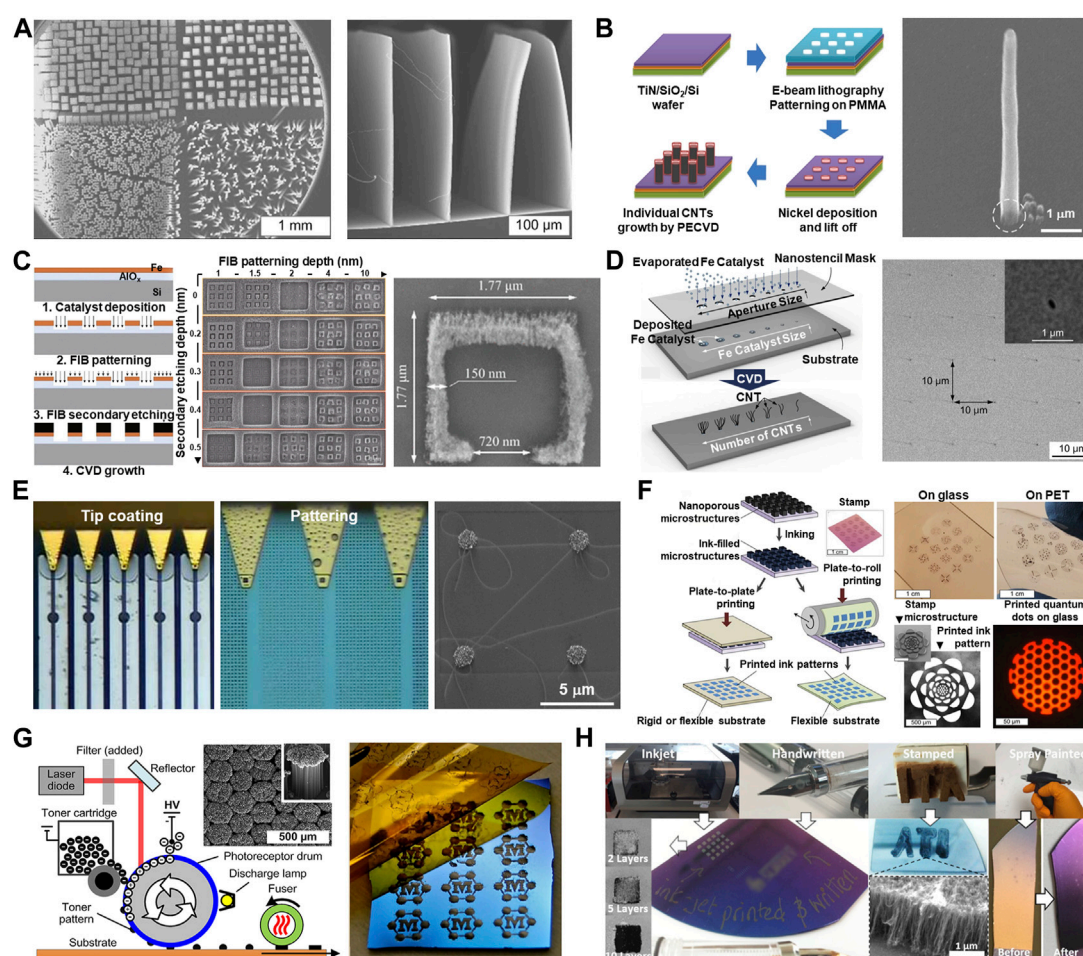 A
1 mm
100 µm
B
TiN/SiO₂/Si
wafer
E-beam lithography
Patterning on PMMA
Individual CNTs
growth by PECVD
Nickel deposition
and lift off
1 µm
C
Fe
AlOₓ
Si
1. Catalyst deposition
2. FIB patterning
3. FIB secondary etching
4. CVD growth
FIB patterning depth (nm)
1 1.5 2 4 10
Secondary etching depth (nm)
0
0.2
0.3
0.4
0.5
1.77 µm
1.77 µm
150 nm
720 nm
D
Evaporated Fe Catalyst
Nanostencil Mask
Aperture Size
Deposited
Fe Catalyst
Fe Catalyst Size
Substrate
CVD
CNT
Number of CNTs
1 µm
10 µm
10 µm
10 µm
E
Tip coating
Pattering
5 µm
F
Nanoporous
microstructures
Inking
Ink-filled
microstructures
Stamp
1 cm
Plate-to-plate
printing
Plate-to-roll
printing
Printed ink patterns
Rigid or flexible substrate
Flexible substrate
On glass
On PET
1 cm
1 cm
Stamp
microstructure
Printed ink
pattern
500 µm
Printed quantum
dots on glass
50 µm
G
Filter (added)
Reflector
Laser
diode
Toner cartridge
HV
500 µm
Photoreceptor drum
Discharge lamp
Fuser
Toner
pattern
Substrate
M M M
M M M
M M M
M M M
H
Inkjet
Handwritten
Stamped
Spray Painted
2 Layers
5 Layers
10 Layers
ink-jet printed & written
ATI
1 µm
Before
After